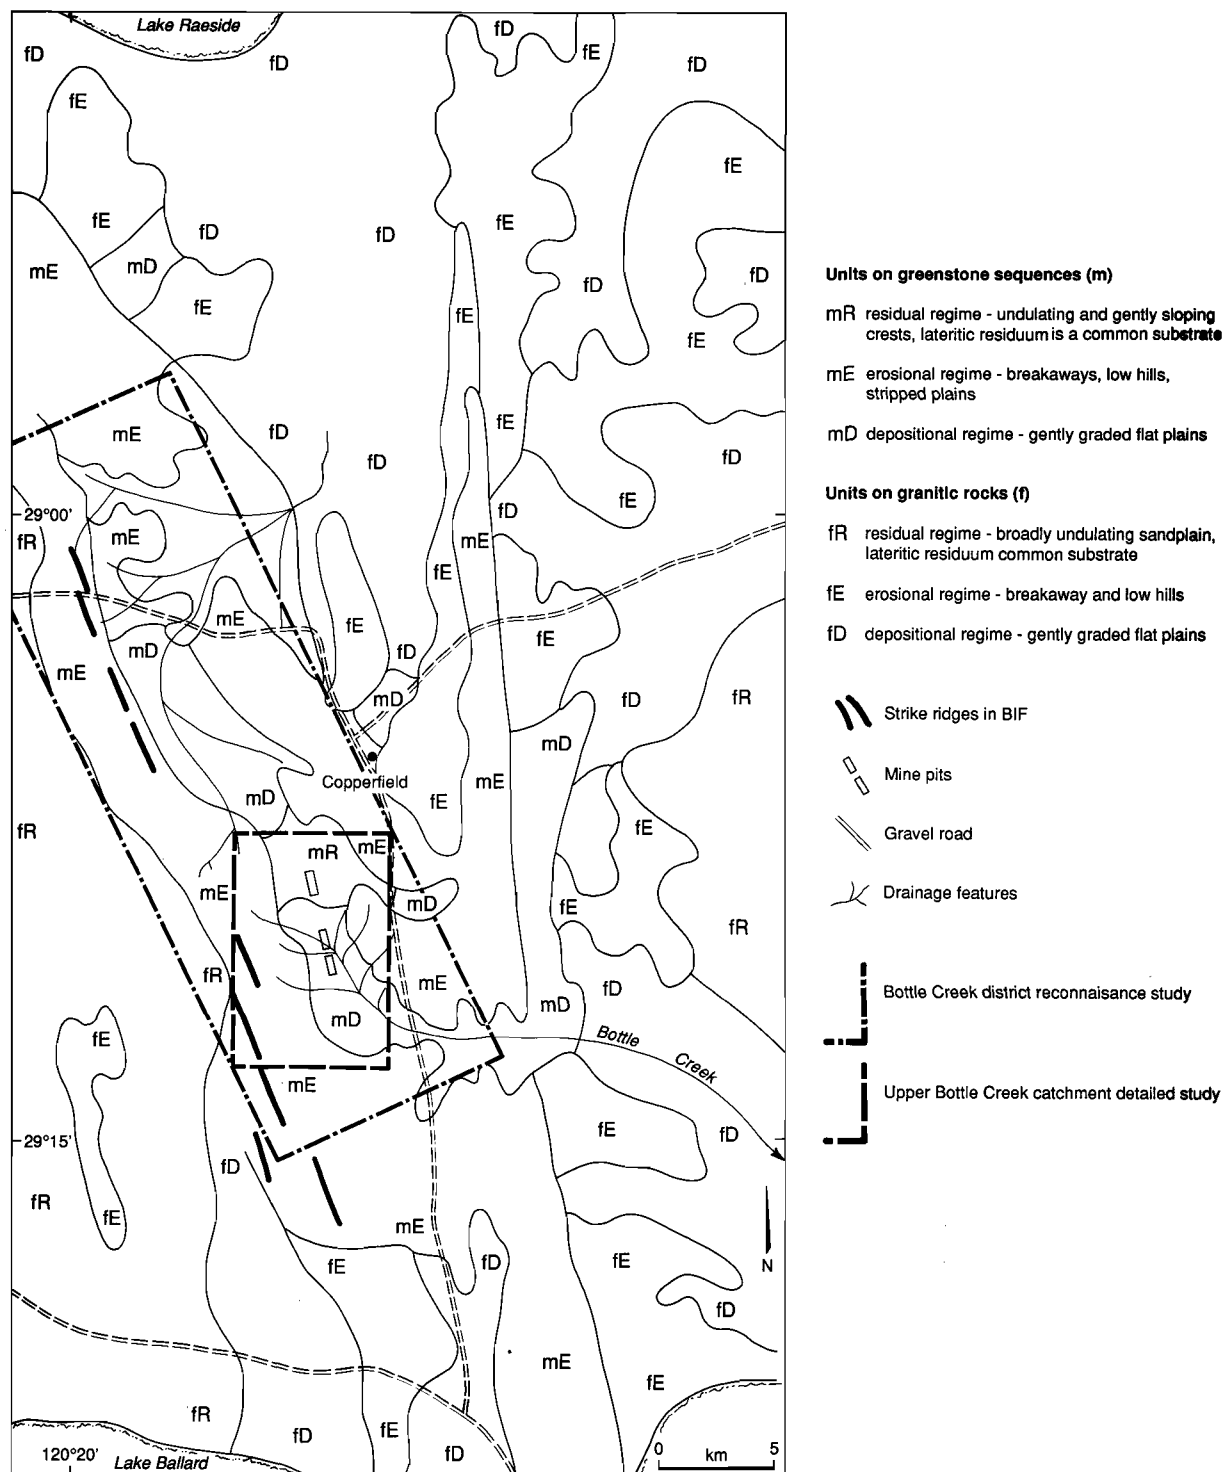 Lake Raeside
fD
fD
fE
fD
fD
fE
fE
fE
fE
fD
fD
fE
mE
mD
fD
fD
fE
fE
fE
mE
fD
fE
fD
fD
fE
29°00'
fD
fR
mE
mE
fE
mE
fE
fE
mD
fD
mE
mD
fD
fR
mD
Copperfield
mE
mD
fE
fR
fE
mR
mE
mE
mD
fE
fR
fR
mE
fD
mD
mD
Bottle Creek
fE
mE
29°15'
fE
fD
fD
fR
fE
mE
N
fE
fD
fE
fD
mE
fE
fR
fD
fE
fD
120°20'
Lake Ballard
0 km 5
Units on greenstone sequences (m)
mR residual regime - undulating and gently sloping
crests, lateritic residuum is a common substrate
mE erosional regime - breakaways, low hills,
stripped plains
mD depositional regime - gently graded flat plains
Units on granitic rocks (f)
fR residual regime - broadly undulating sandplain,
lateritic residuum common substrate
fE erosional regime - breakaway and low hills
fD depositional regime - gently graded flat plains
Strike ridges in BIF
Mine pits
Gravel road
Drainage features
Bottle Creek district reconnaisance study
Upper Bottle Creek catchment detailed study